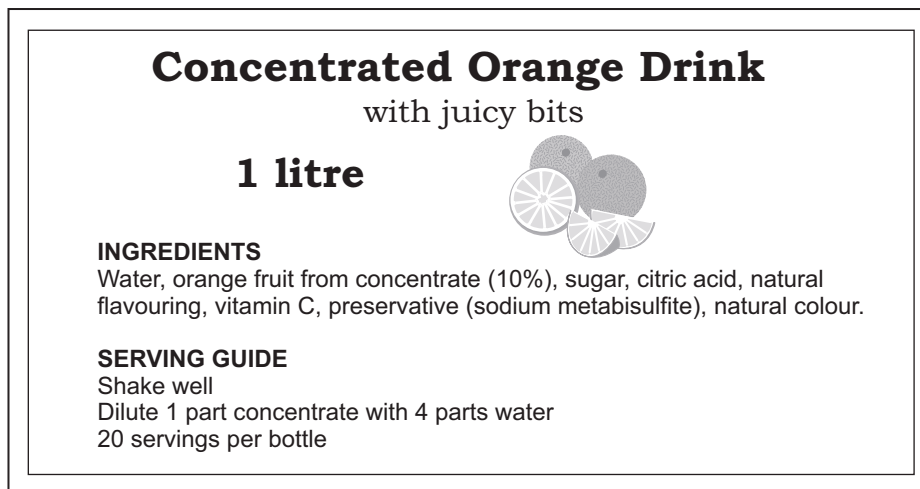 Concentrated Orange Drink
with juicy bits
1 litre
INGREDIENTS
Water, orange fruit from concentrate (10%), sugar, citric acid, natural
flavouring, vitamin C, preservative (sodium metabisulfite), natural colour.
SERVING GUIDE
Shake well
Dilute 1 part concentrate with 4 parts water
20 servings per bottle